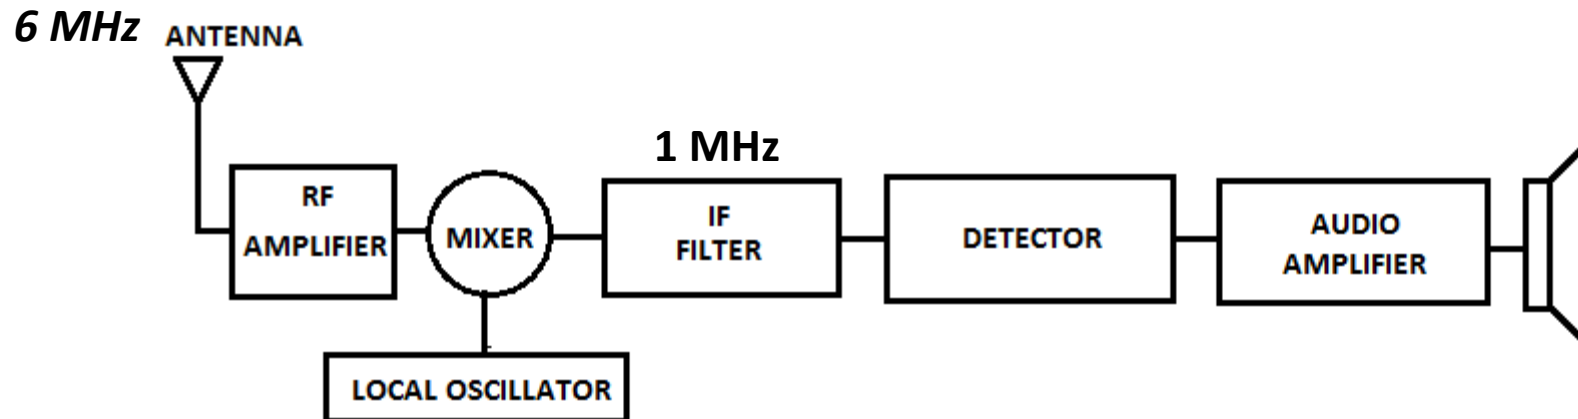 6 MHz
ANTENNA
1 MHz
RF
AMPLIFIER
MIXER
IF
FILTER
DETECTOR
AUDIO
AMPLIFIER
LOCAL OSCILLATOR